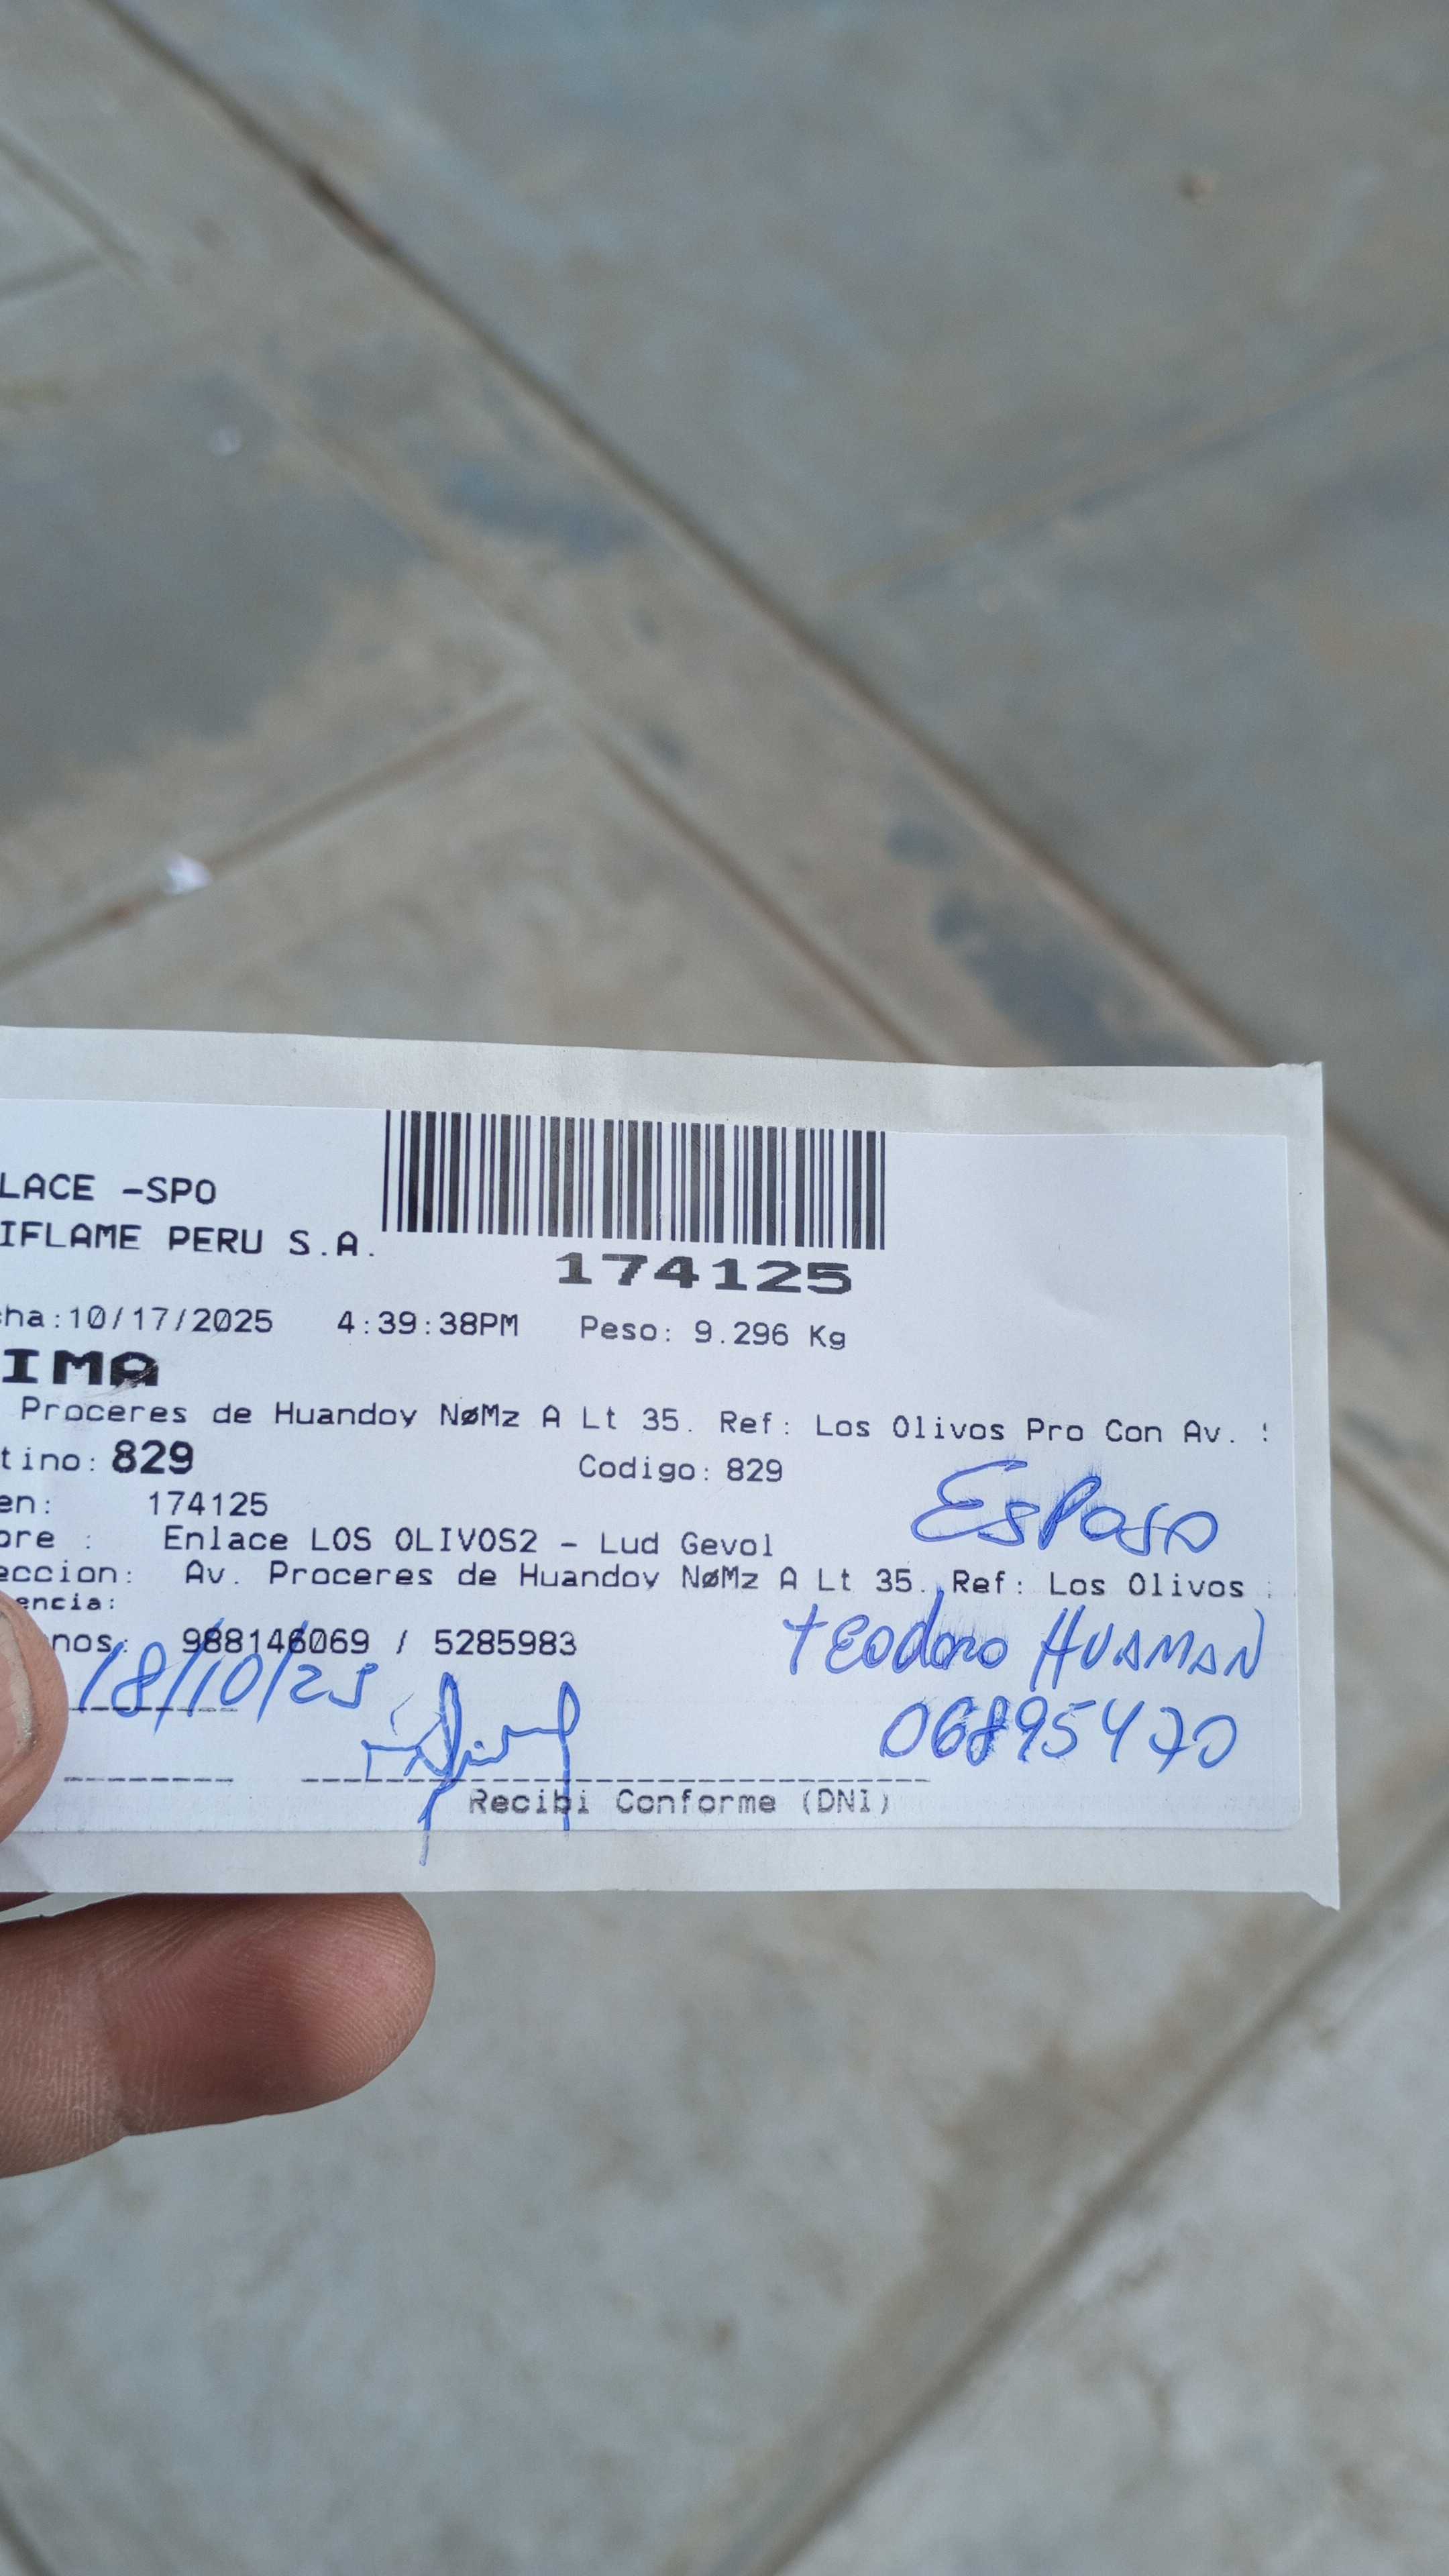 LACE -SPO
IFLAME PERU S.A.
174125
ha:10/17/2025 4:39:38PM Peso: 9.296 Kg
IMA
Proceres de Huandoy NøMz A Lt 35. Ref: Los Olivos Pro Con Av.
tino: 829 Codigo: 829
en: 174125
bre : Enlace LOS OLIVOS2 - Lud Gevol
eccion: Av. Proceres de Huandoy NøMz A Lt 35. Ref: Los Olivos
encia:
nos: 988146069 / 5285983
Esposo
Teodoro HUAMAN
06895470
18/10/25
Recibi Conforme (DNI)